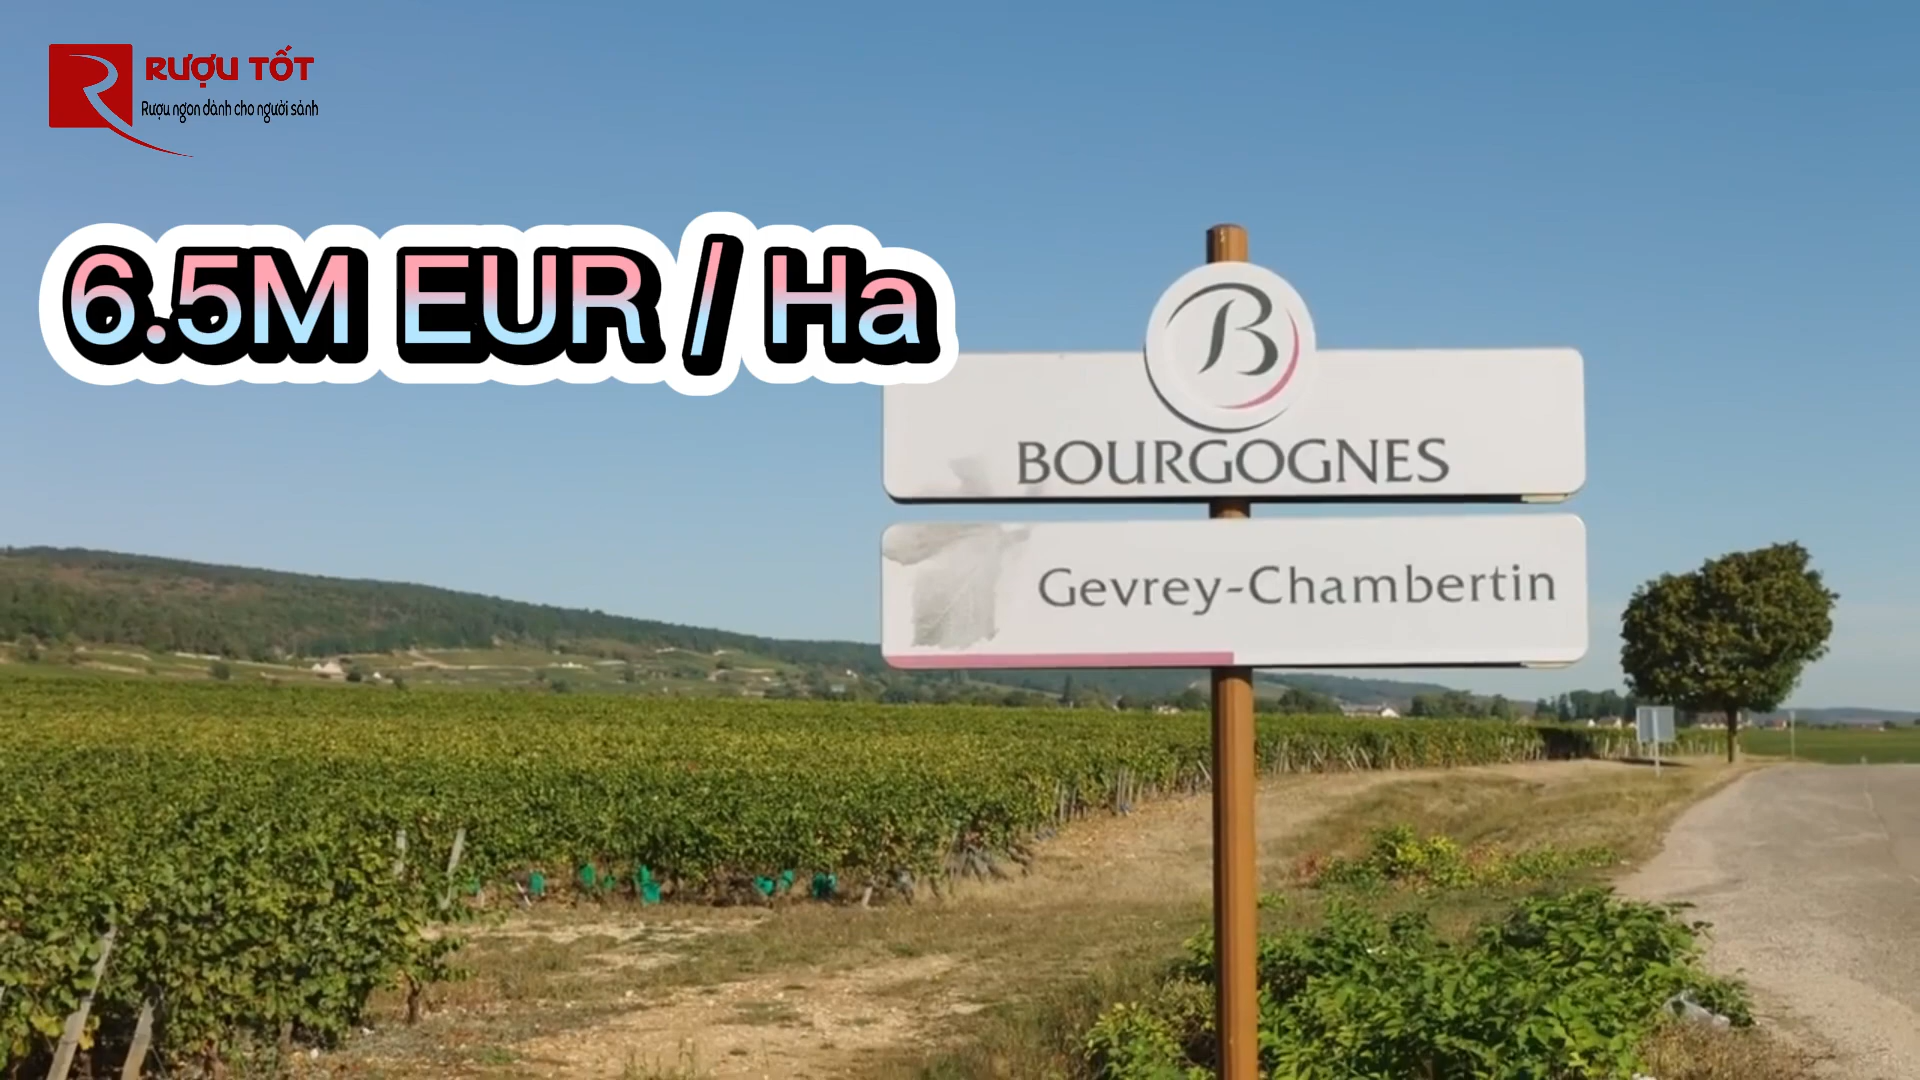 RƯỢU TỐT
Rượu ngon dành cho người sành
6.5M EUR / Ha
B
BOURGOGNES
Gevrey-Chambertin